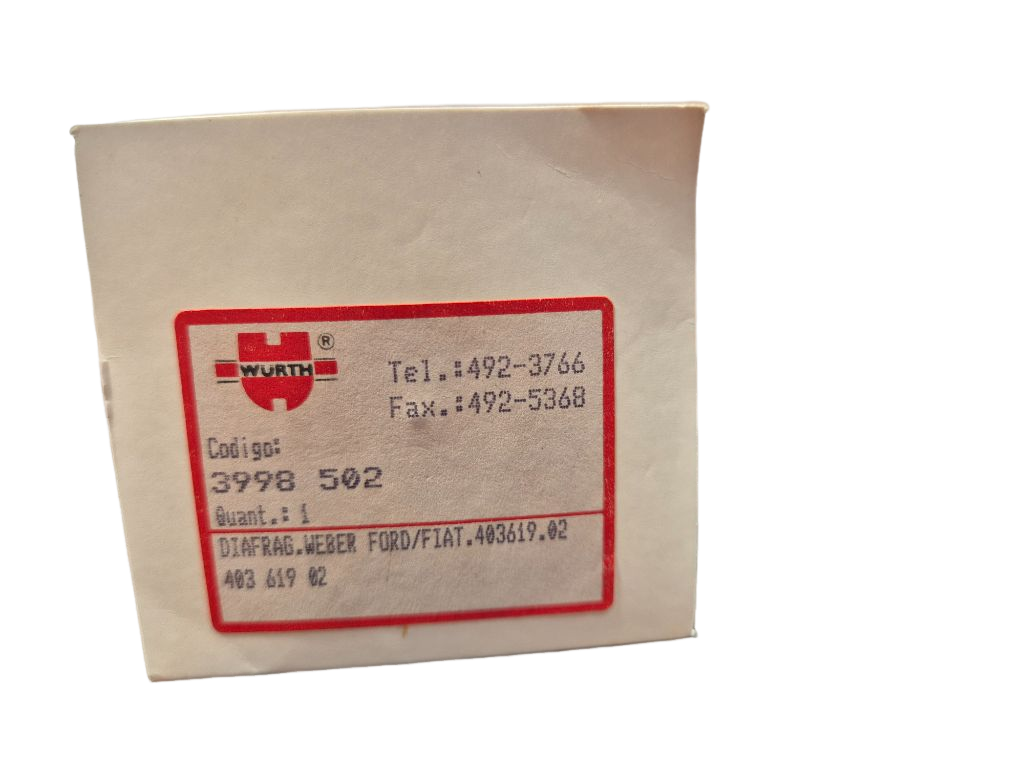 WURTH ®
Tel.:492-3766
Fax.:492-5368
Codigo:
3998 502
Quant.: 1
DIAFRAG.WEBER FORD/FIAT.403619.02
403 619 02